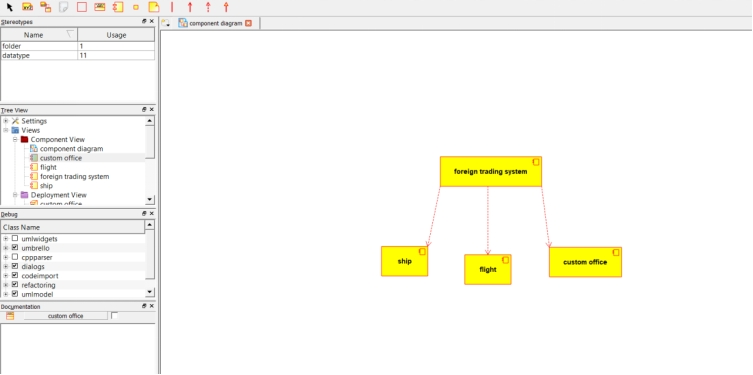 Stereotypes
component diagram
Name Usage
folder 1
datatype 11
Tree View
Settings
Views
Component View
component diagram
custom office
flight
foreign trading system
ship
Deployment View
custom office
Debug
Class Name
umlwidgets
umbrello
cppparser
dialogs
codeimport
refactoring
umlmodel
Documentation
custom office
foreign trading system
ship
flight
custom office